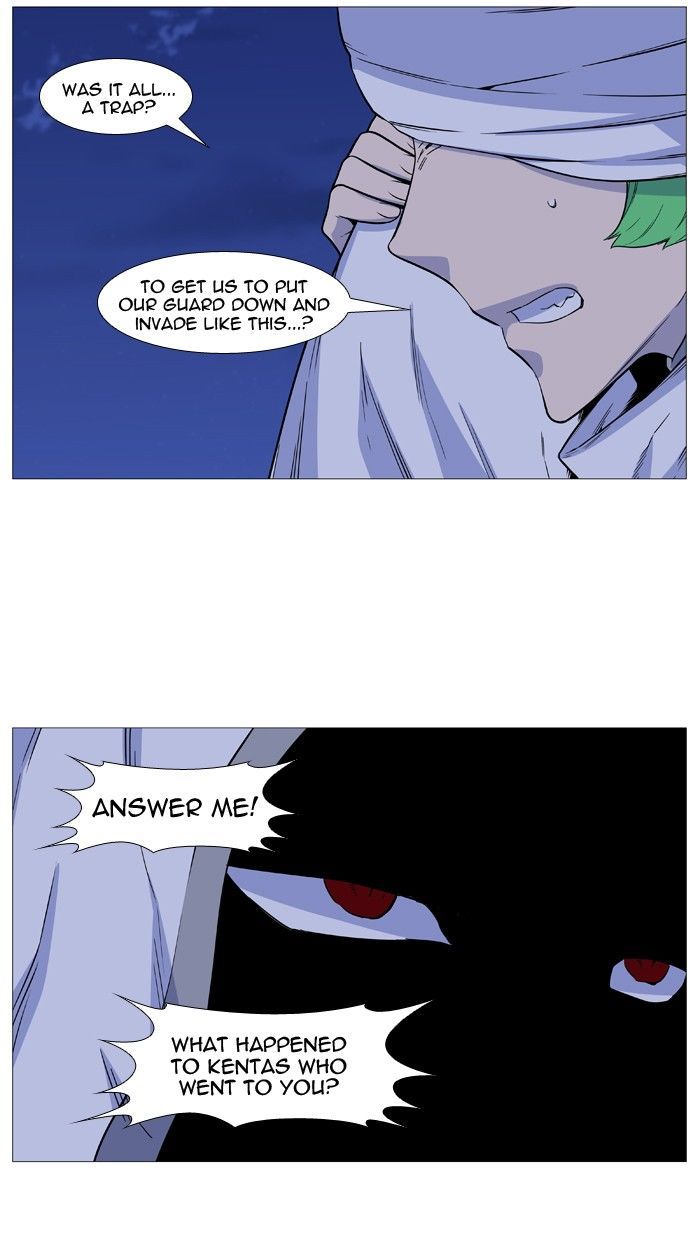 WAS IT ALL...
A TRAP?
TO GET US TO PUT
OUR GUARD DOWN AND
INVADE LIKE THIS...?
ANSWER ME!
WHAT HAPPENED
TO KENTAS WHO
WENT TO YOU?